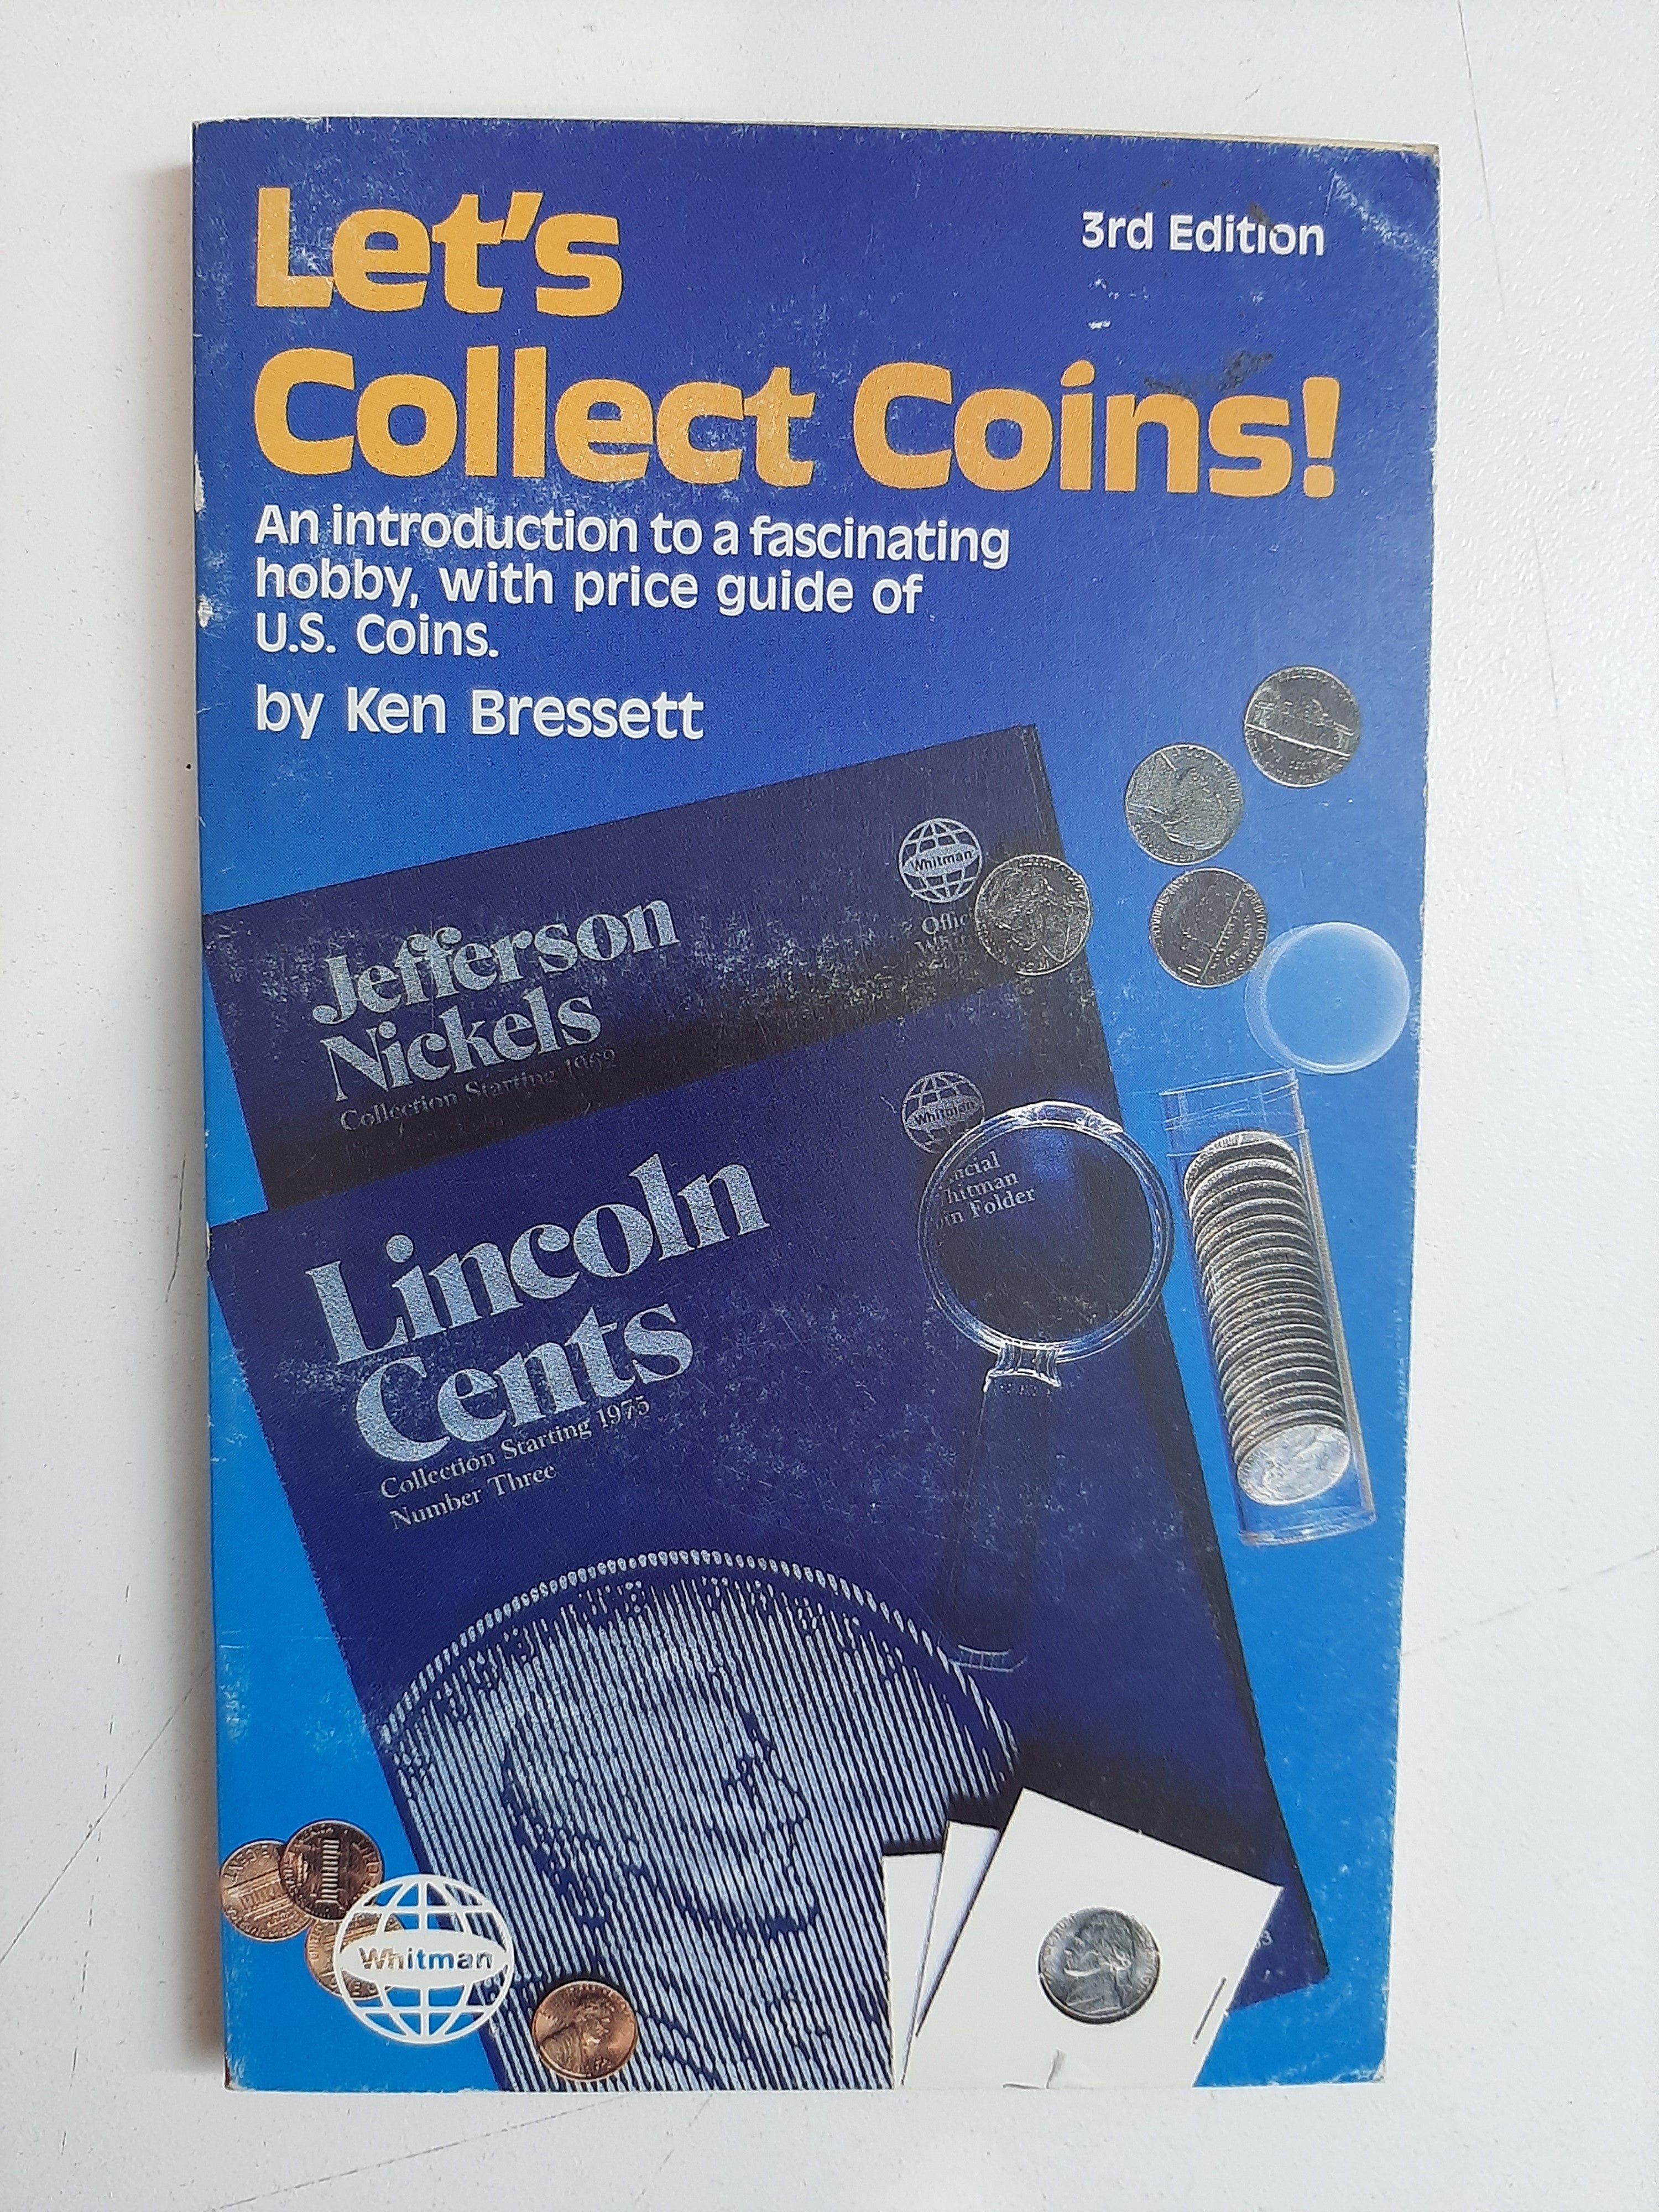 Let's
3rd Edition
Collect Coins!
An introduction to a fascinating
hobby, with price guide of
U.S. Coins.
by Ken Bressett
Whitman
Jefferson
Nickels
Collection Starting 1962
Whitman
Folder
Lincoln
Cents
Collection Starting 1975
Number Three
Whitman